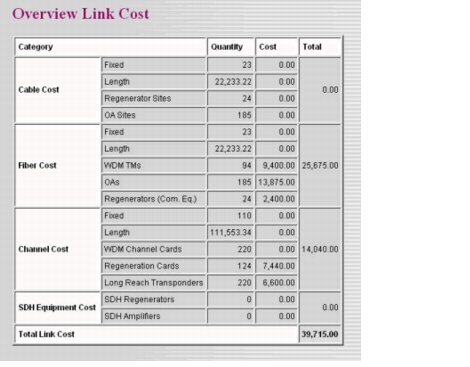 Overview Link Cost
Category Quantity Cost Total
Cable Cost Fixed 23 0.00 0.00
Length 22,233.22 0.00
Regenerator Sites 24 0.00
OA Sites 185 0.00
Fiber Cost Fixed 23 0.00 25,675.00
Length 22,233.22 0.00
WDM TMs 94 9,400.00
OAs 185 13,875.00
Regenerators (Com. Eq.) 24 2,400.00
Channel Cost Fixed 110 0.00 14,040.00
Length 111,553.34 0.00
WDM Channel Cards 220 0.00
Regeneration Cards 124 7,440.00
Long Reach Transponders 220 6,600.00
SDH Equipment Cost SDH Regenerators 0 0.00 0.00
SDH Amplifiers 0 0.00
Total Link Cost 39,715.00